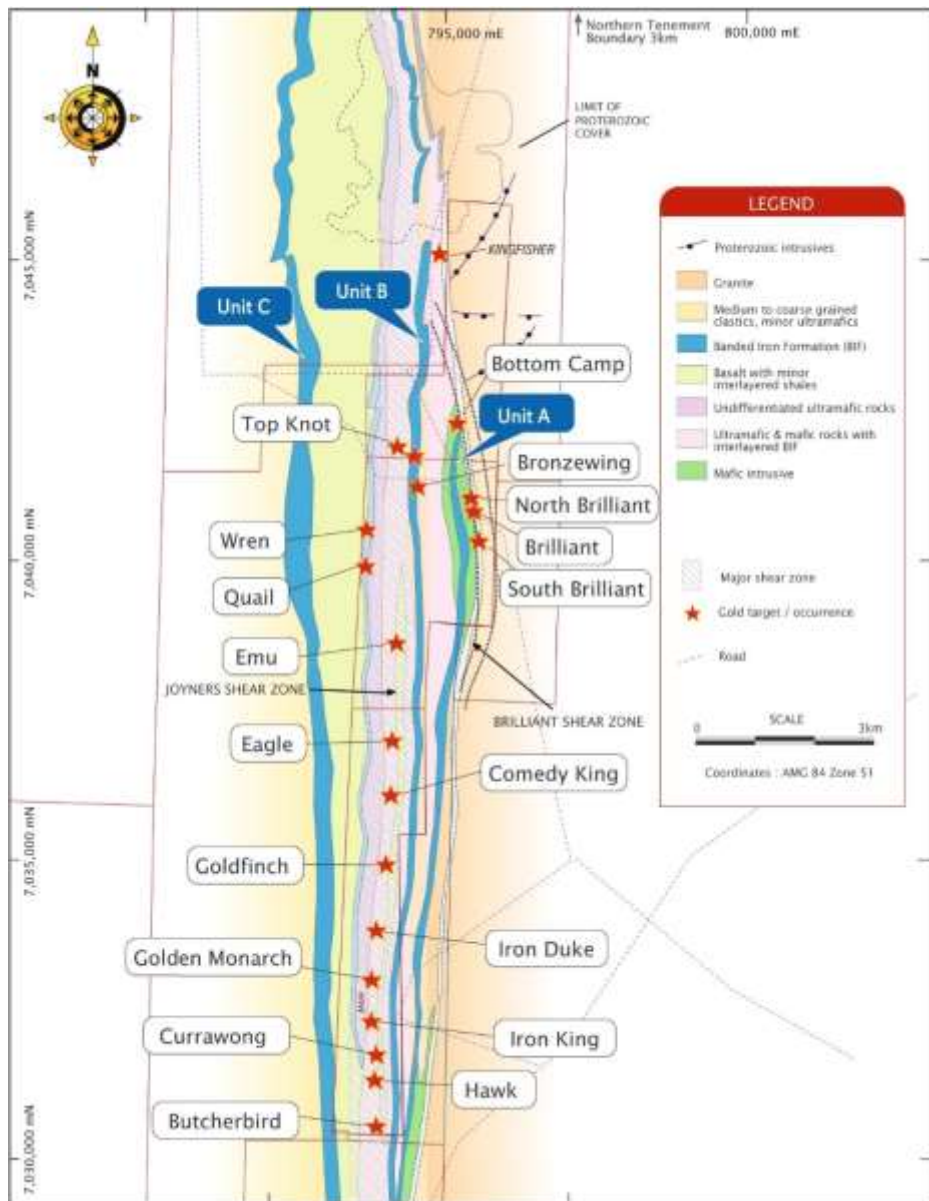 795,000 mE
Northern Tenement
Boundary 3km
800,000 mE
N
LIMIT OF
PROTEROZOIC
COVER
7,045,000 mN
KINGFISHER
Unit C
Unit B
Bottom Camp
Top Knot
Unit A
Bronzewing
North Brilliant
Wren
Brilliant
7,040,000 mN
Quail
South Brilliant
Emu
JOYNERS SHEAR ZONE
BRILLIANT SHEAR ZONE
Eagle
Comedy King
7,035,000 mN
Goldfinch
Iron Duke
Golden Monarch
Iron King
Currawong
Hawk
Butcherbird
7,030,000 mN
LEGEND
Proterozoic intrusives
Granite
Medium to coarse grained
clastics, minor ultramafics
Banded Iron Formation (BIF)
Basalt with minor
interlayered shales
Undifferentiated ultramafic rocks
Ultramafic & mafic rocks with
interlayered BIF
Mafic intrusive
Major shear zone
Gold target / occurrence
Road
SCALE
0 3km
Coordinates : AMG 84 Zone 51